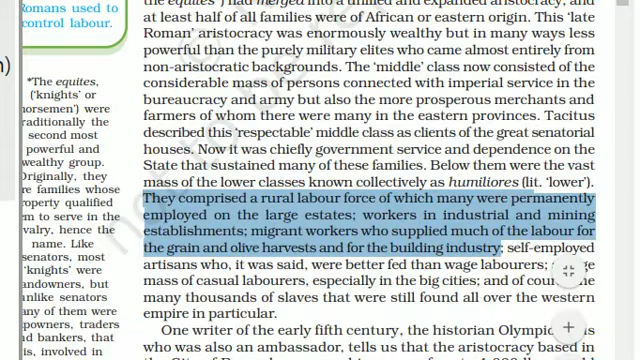 Romans used to
control labour.
*The equites,
('knights' or
horsemen') were
traditionally the
second most
powerful and
wealthy group.
Originally, they
re families whose
roperty qualified
em to serve in the
valry, hence the
name. Like
senators, most
'knights' were
andowners, but
unlike senators
any of them were
powners, traders
nd bankers, that
is, involved in
the equites') had merged into a unified and expanded aristocracy, and
at least half of all families were of African or eastern origin. This 'late
Roman' aristocracy was enormously wealthy but in many ways less
powerful than the purely military elites who came almost entirely from
non-aristocratic backgrounds. The 'middle' class now consisted of the
considerable mass of persons connected with imperial service in the
bureaucracy and army but also the more prosperous merchants and
farmers of whom there were many in the eastern provinces. Tacitus
described this 'respectable' middle class as clients of the great senatorial
houses. Now it was chiefly government service and dependence on the
State that sustained many of these families. Below them were the vast
mass of the lower classes known collectively as humiliores (lit. 'lower').
They comprised a rural labour force of which many were permanently
employed on the large estates; workers in industrial and mining
establishments; migrant workers who supplied much of the labour for
the grain and olive harvests and for the building industry; self-employed
artisans who, it was said, were better fed than wage labourers; a
mass of casual labourers, especially in the big cities; and of cou
many thousands of slaves that were still found all over the western
empire in particular.
One writer of the early fifth century, the historian Olympio
who was also an ambassador, tells us that the aristocracy based in